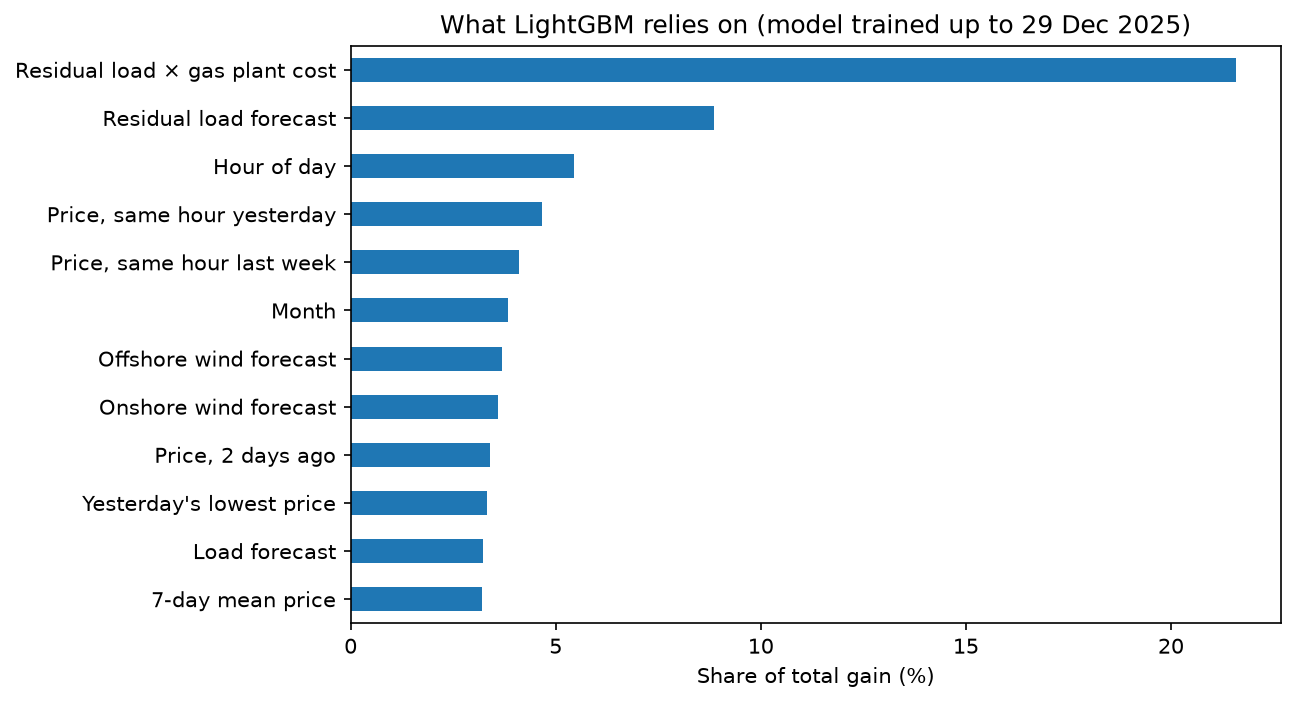 What LightGBM relies on (model trained up to 29 Dec 2025)
Residual load × gas plant cost
Residual load forecast
Hour of day
Price, same hour yesterday
Price, same hour last week
Month
Offshore wind forecast
Onshore wind forecast
Price, 2 days ago
Yesterday's lowest price
Load forecast
7-day mean price
0 5 10 15 20
Share of total gain (%)